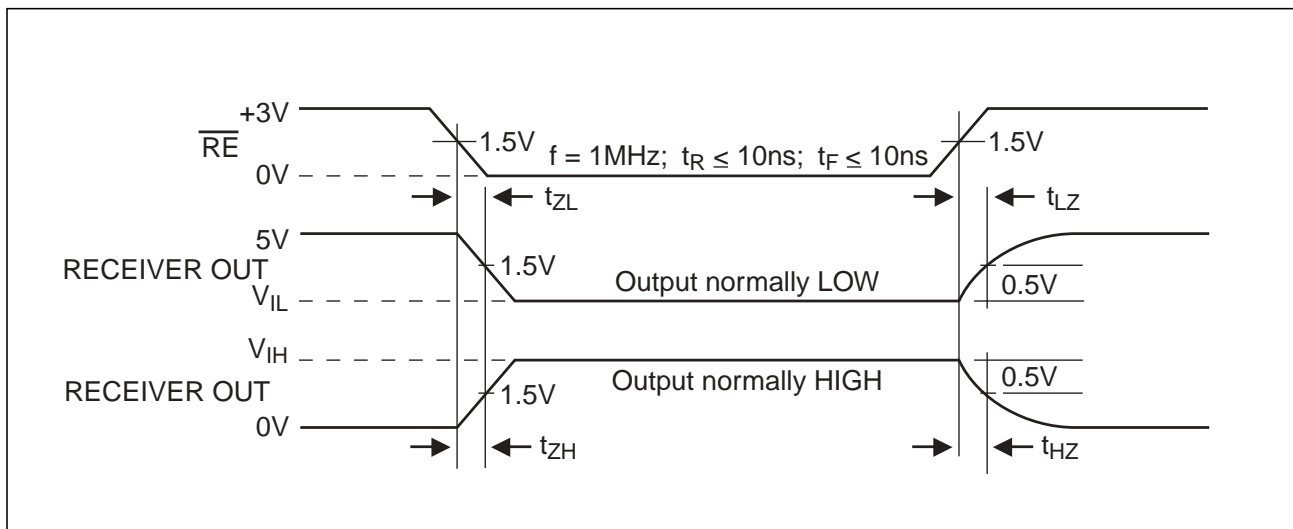 +3V
RE
1.5V
f = 1MHz; tR ≤ 10ns; tF ≤ 10ns
1.5V
0V
tZL
tLZ
5V
RECEIVER OUT
1.5V
VIL
Output normally LOW
0.5V
VIH
RECEIVER OUT
1.5V
Output normally HIGH
0.5V
0V
tZH
tHZ